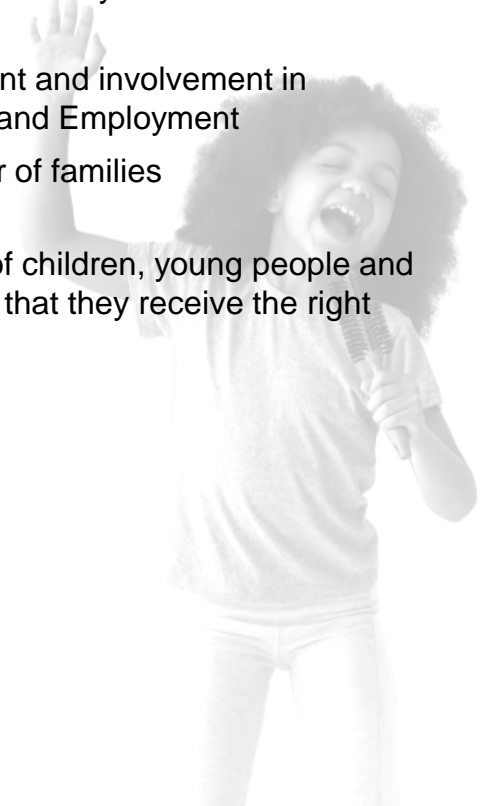 nt and involvement in
and Employment
r of families
of children, young people and
that they receive the right